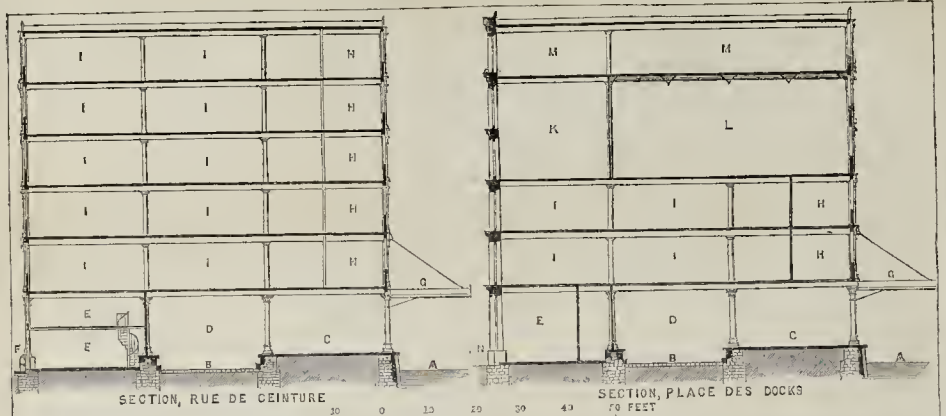 I I H M M
I I H K L
I I H
I I H I I H
I I H G I I H G
E
F E D C E D C
B A B A
SECTION, RUE DE CEINTURE SECTION, PLACE DES DOCKS
10 0 10 20 30 40 50 FEET